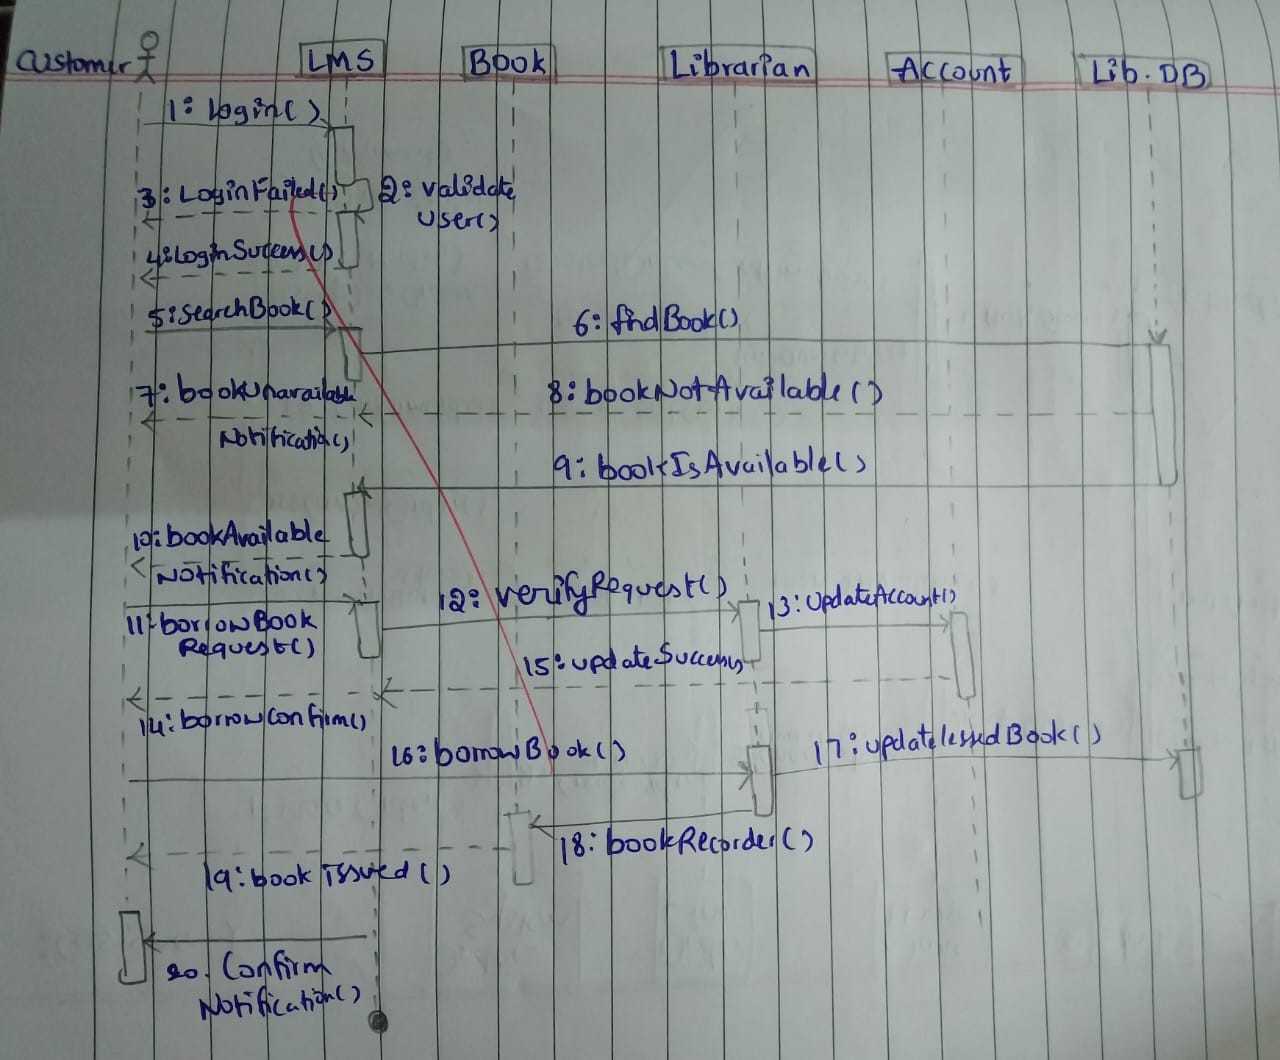 Customer
LMS
Book
Librarian
Account
Lib.DB
1: Login()
2: validate
user()
3: LoginFailed()
4: LoginSuccess()
5: searchBook()
6: findBook()
7: bookUnavailable
Notification()
8: bookNotAvailable()
9: bookIsAvailable()
10: bookAvailable
Notification()
11: borrowBook
Request()
12: verifyRequest()
13: UpdateAccount()
15: updateSuccess
14: borrowConfirm()
16: borrowBook()
17: updateIssuedBook()
18: bookRecorder()
19: book Issued ()
20. Confirm
Notification()